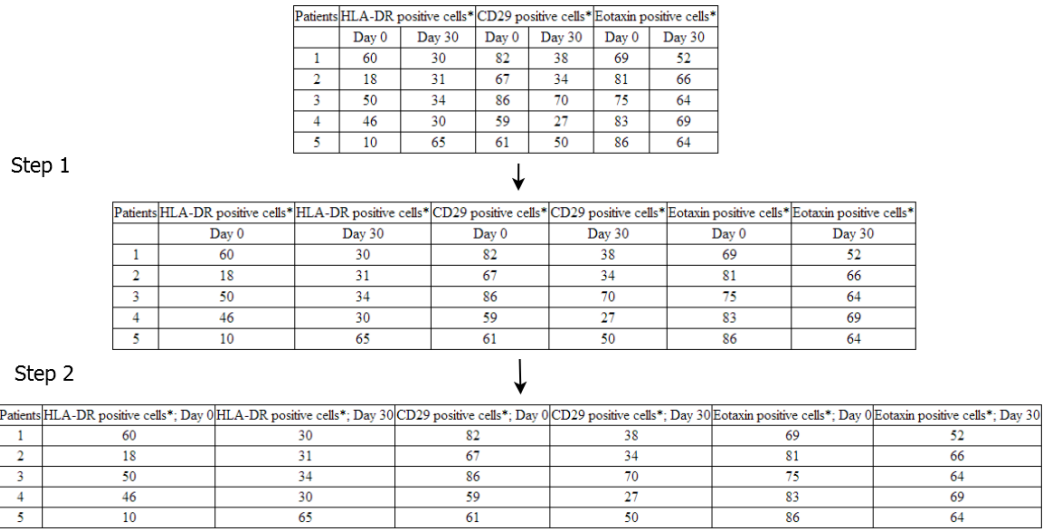 Patients HLA-DR positive cells* CD29 positive cells* Eotaxin positive cells*
Day 0 Day 30 Day 0 Day 30 Day 0 Day 30
1 60 30 82 38 69 52
2 18 31 67 34 81 66
3 50 34 86 70 75 64
4 46 30 59 27 83 69
5 10 65 61 50 86 64
Step 1
Patients HLA-DR positive cells* HLA-DR positive cells* CD29 positive cells* CD29 positive cells* Eotaxin positive cells* Eotaxin positive cells*
Day 0 Day 30 Day 0 Day 30 Day 0 Day 30
1 60 30 82 38 69 52
2 18 31 67 34 81 66
3 50 34 86 70 75 64
4 46 30 59 27 83 69
5 10 65 61 50 86 64
Step 2
Patients HLA-DR positive cells*; Day 0 HLA-DR positive cells*; Day 30 CD29 positive cells*; Day 0 CD29 positive cells*; Day 30 Eotaxin positive cells*; Day 0 Eotaxin positive cells*; Day 30
1 60 30 82 38 69 52
2 18 31 67 34 81 66
3 50 34 86 70 75 64
4 46 30 59 27 83 69
5 10 65 61 50 86 64